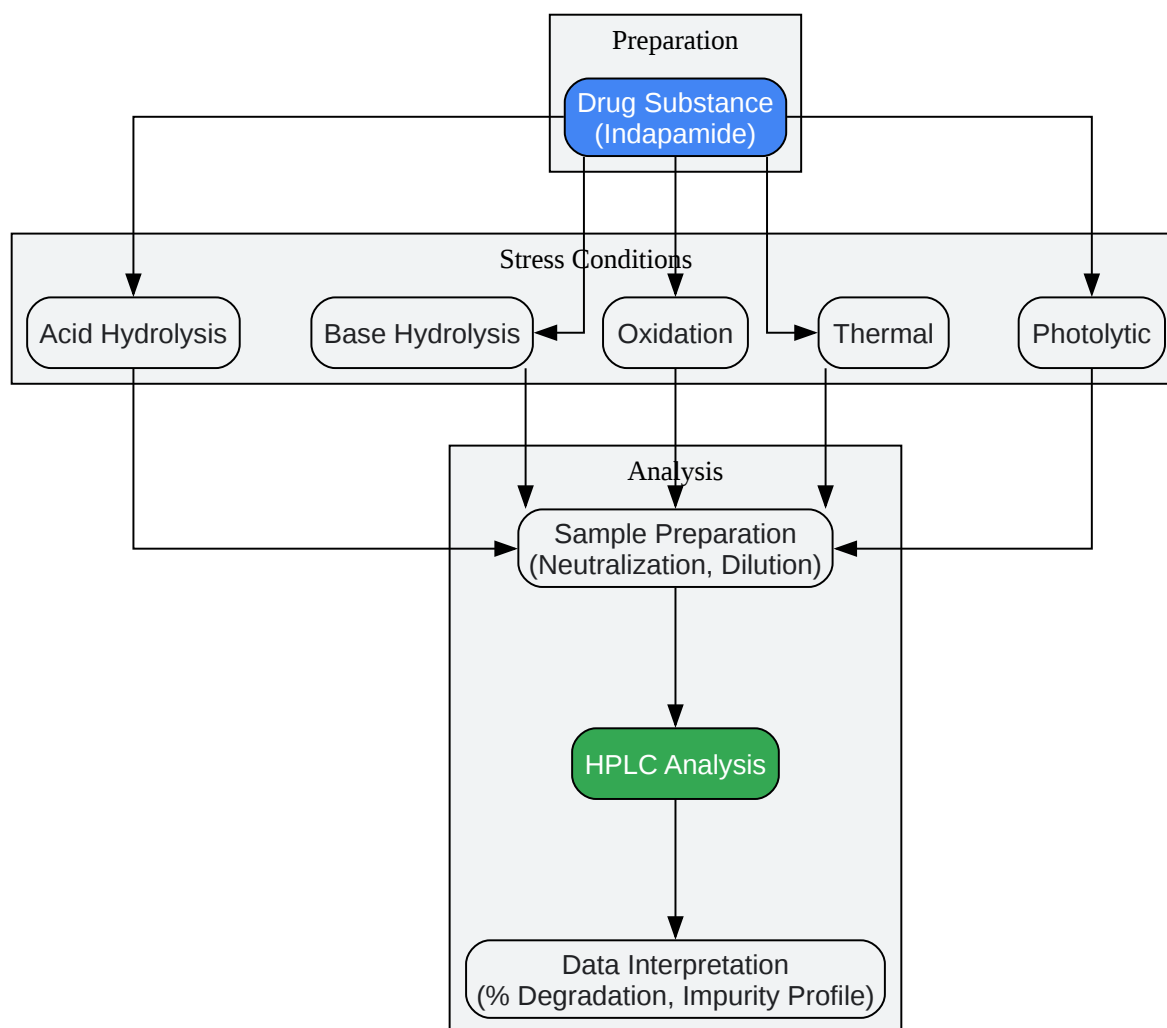 Preparation
Drug Substance
(Indapamide)
Stress Conditions
Acid Hydrolysis
Base Hydrolysis
Oxidation
Thermal
Photolytic
Analysis
Sample Preparation
(Neutralization, Dilution)
HPLC Analysis
Data Interpretation
(% Degradation, Impurity Profile)